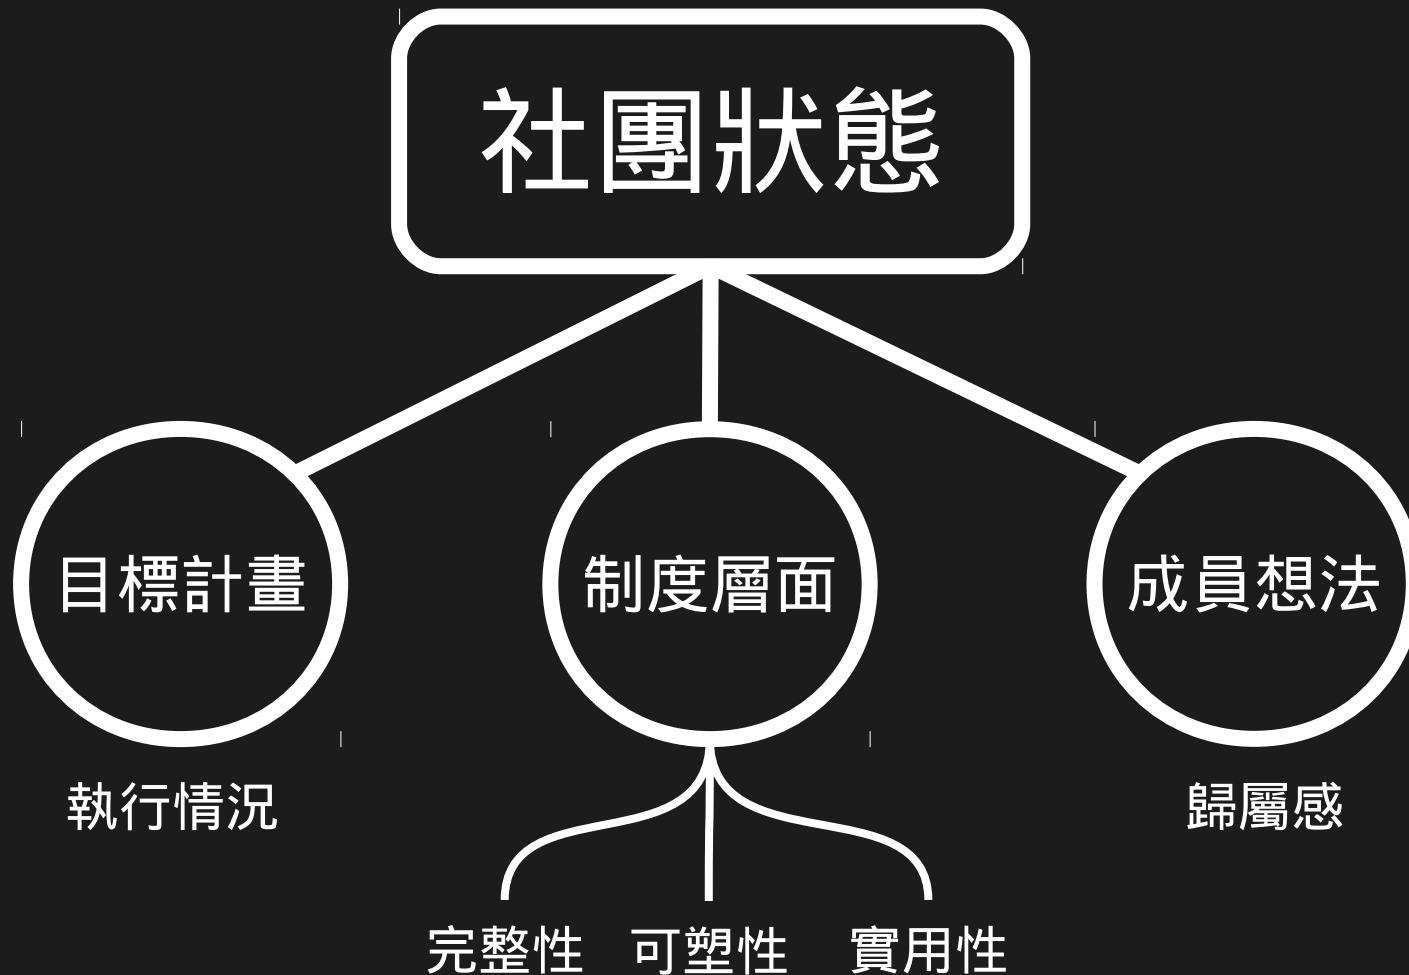 社團狀態
目標計畫
制度層面
成員想法
執行情況
歸屬感
完整性
可塑性
實用性